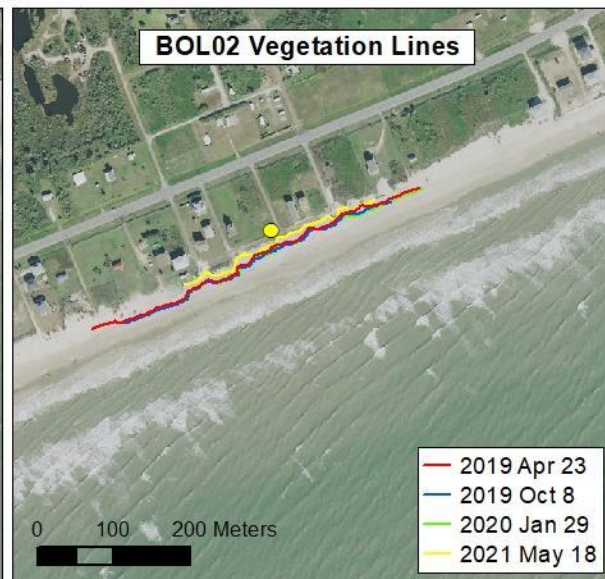 BOL02 Vegetation Lines
2019 Apr 23
2019 Oct 8
2020 Jan 29
2021 May 18
0 100 200 Meters